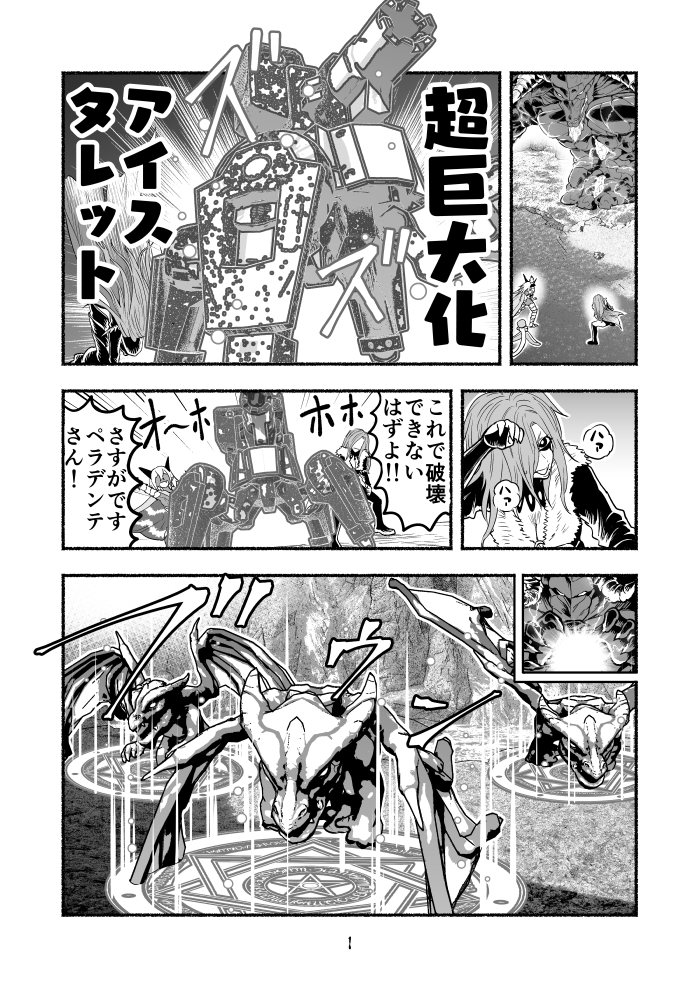 超巨大化
アイス
タレット
ズ
ズ
ハ?
ハ?
これで破壊
できない
はずよ!!
ホホ
オ〜ホ
さすがです
ペラデンテ
さん!
ブゥン
1